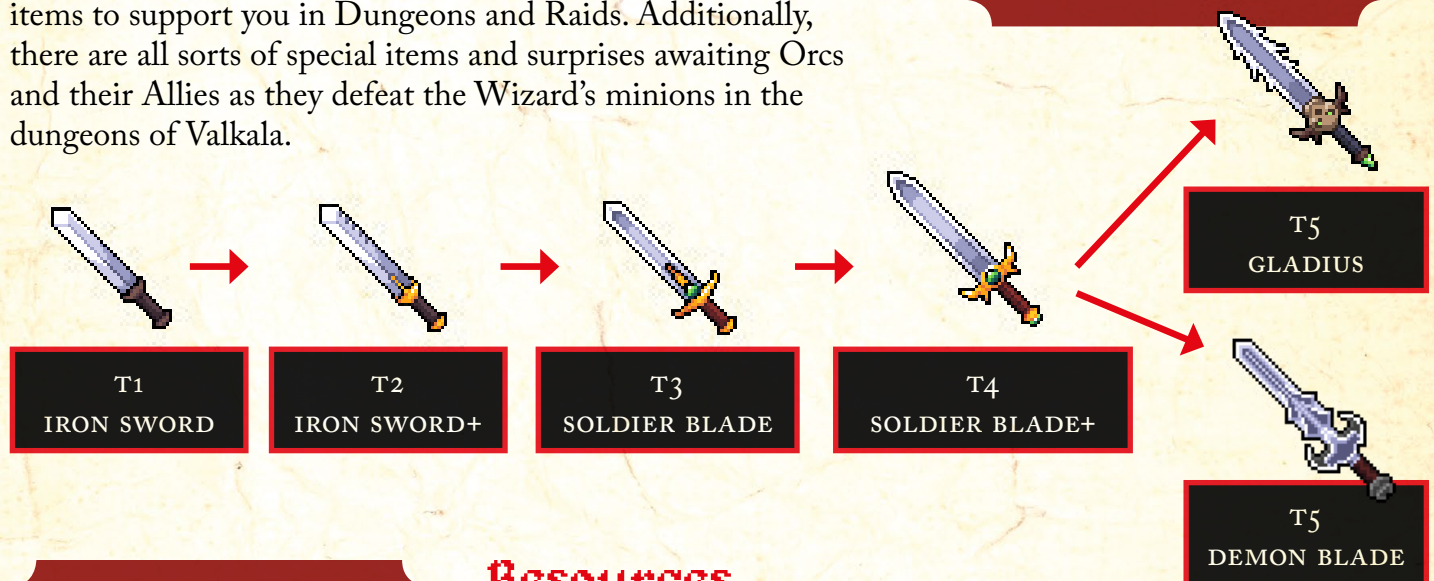 items to support you in Dungeons and Raids. Additionally,
there are all sorts of special items and surprises awaiting Orcs
and their Allies as they defeat the Wizard's minions in the
dungeons of Valkala.
T1
IRON SWORD
T2
IRON SWORD+
T3
SOLDIER BLADE
T4
SOLDIER BLADE+
T5
GLADIUS
T5
DEMON BLADE
Resources